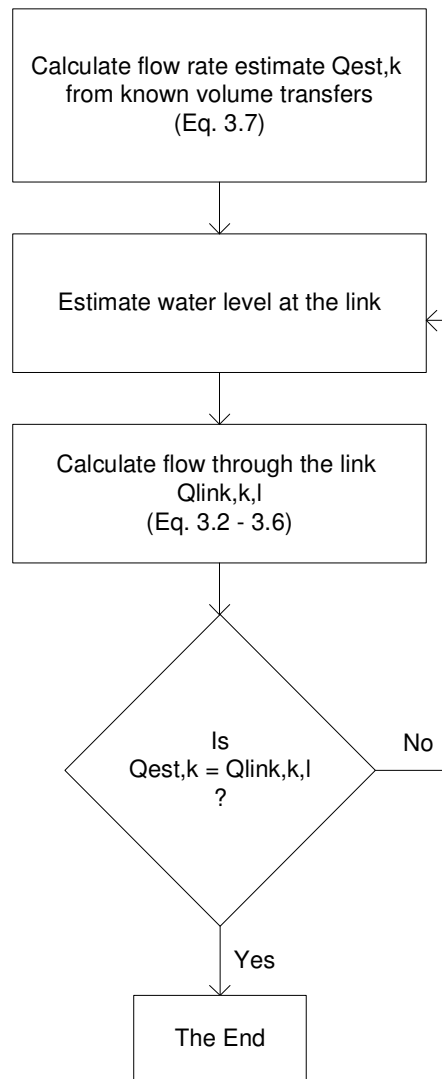 Calculate flow rate estimate Qest,k
from known volume transfers
(Eq. 3.7)
Estimate water level at the link
Calculate flow through the link
Qlink,k,l
(Eq. 3.2 - 3.6)
Is
Qest,k = Qlink,k,l
?
No
Yes
The End